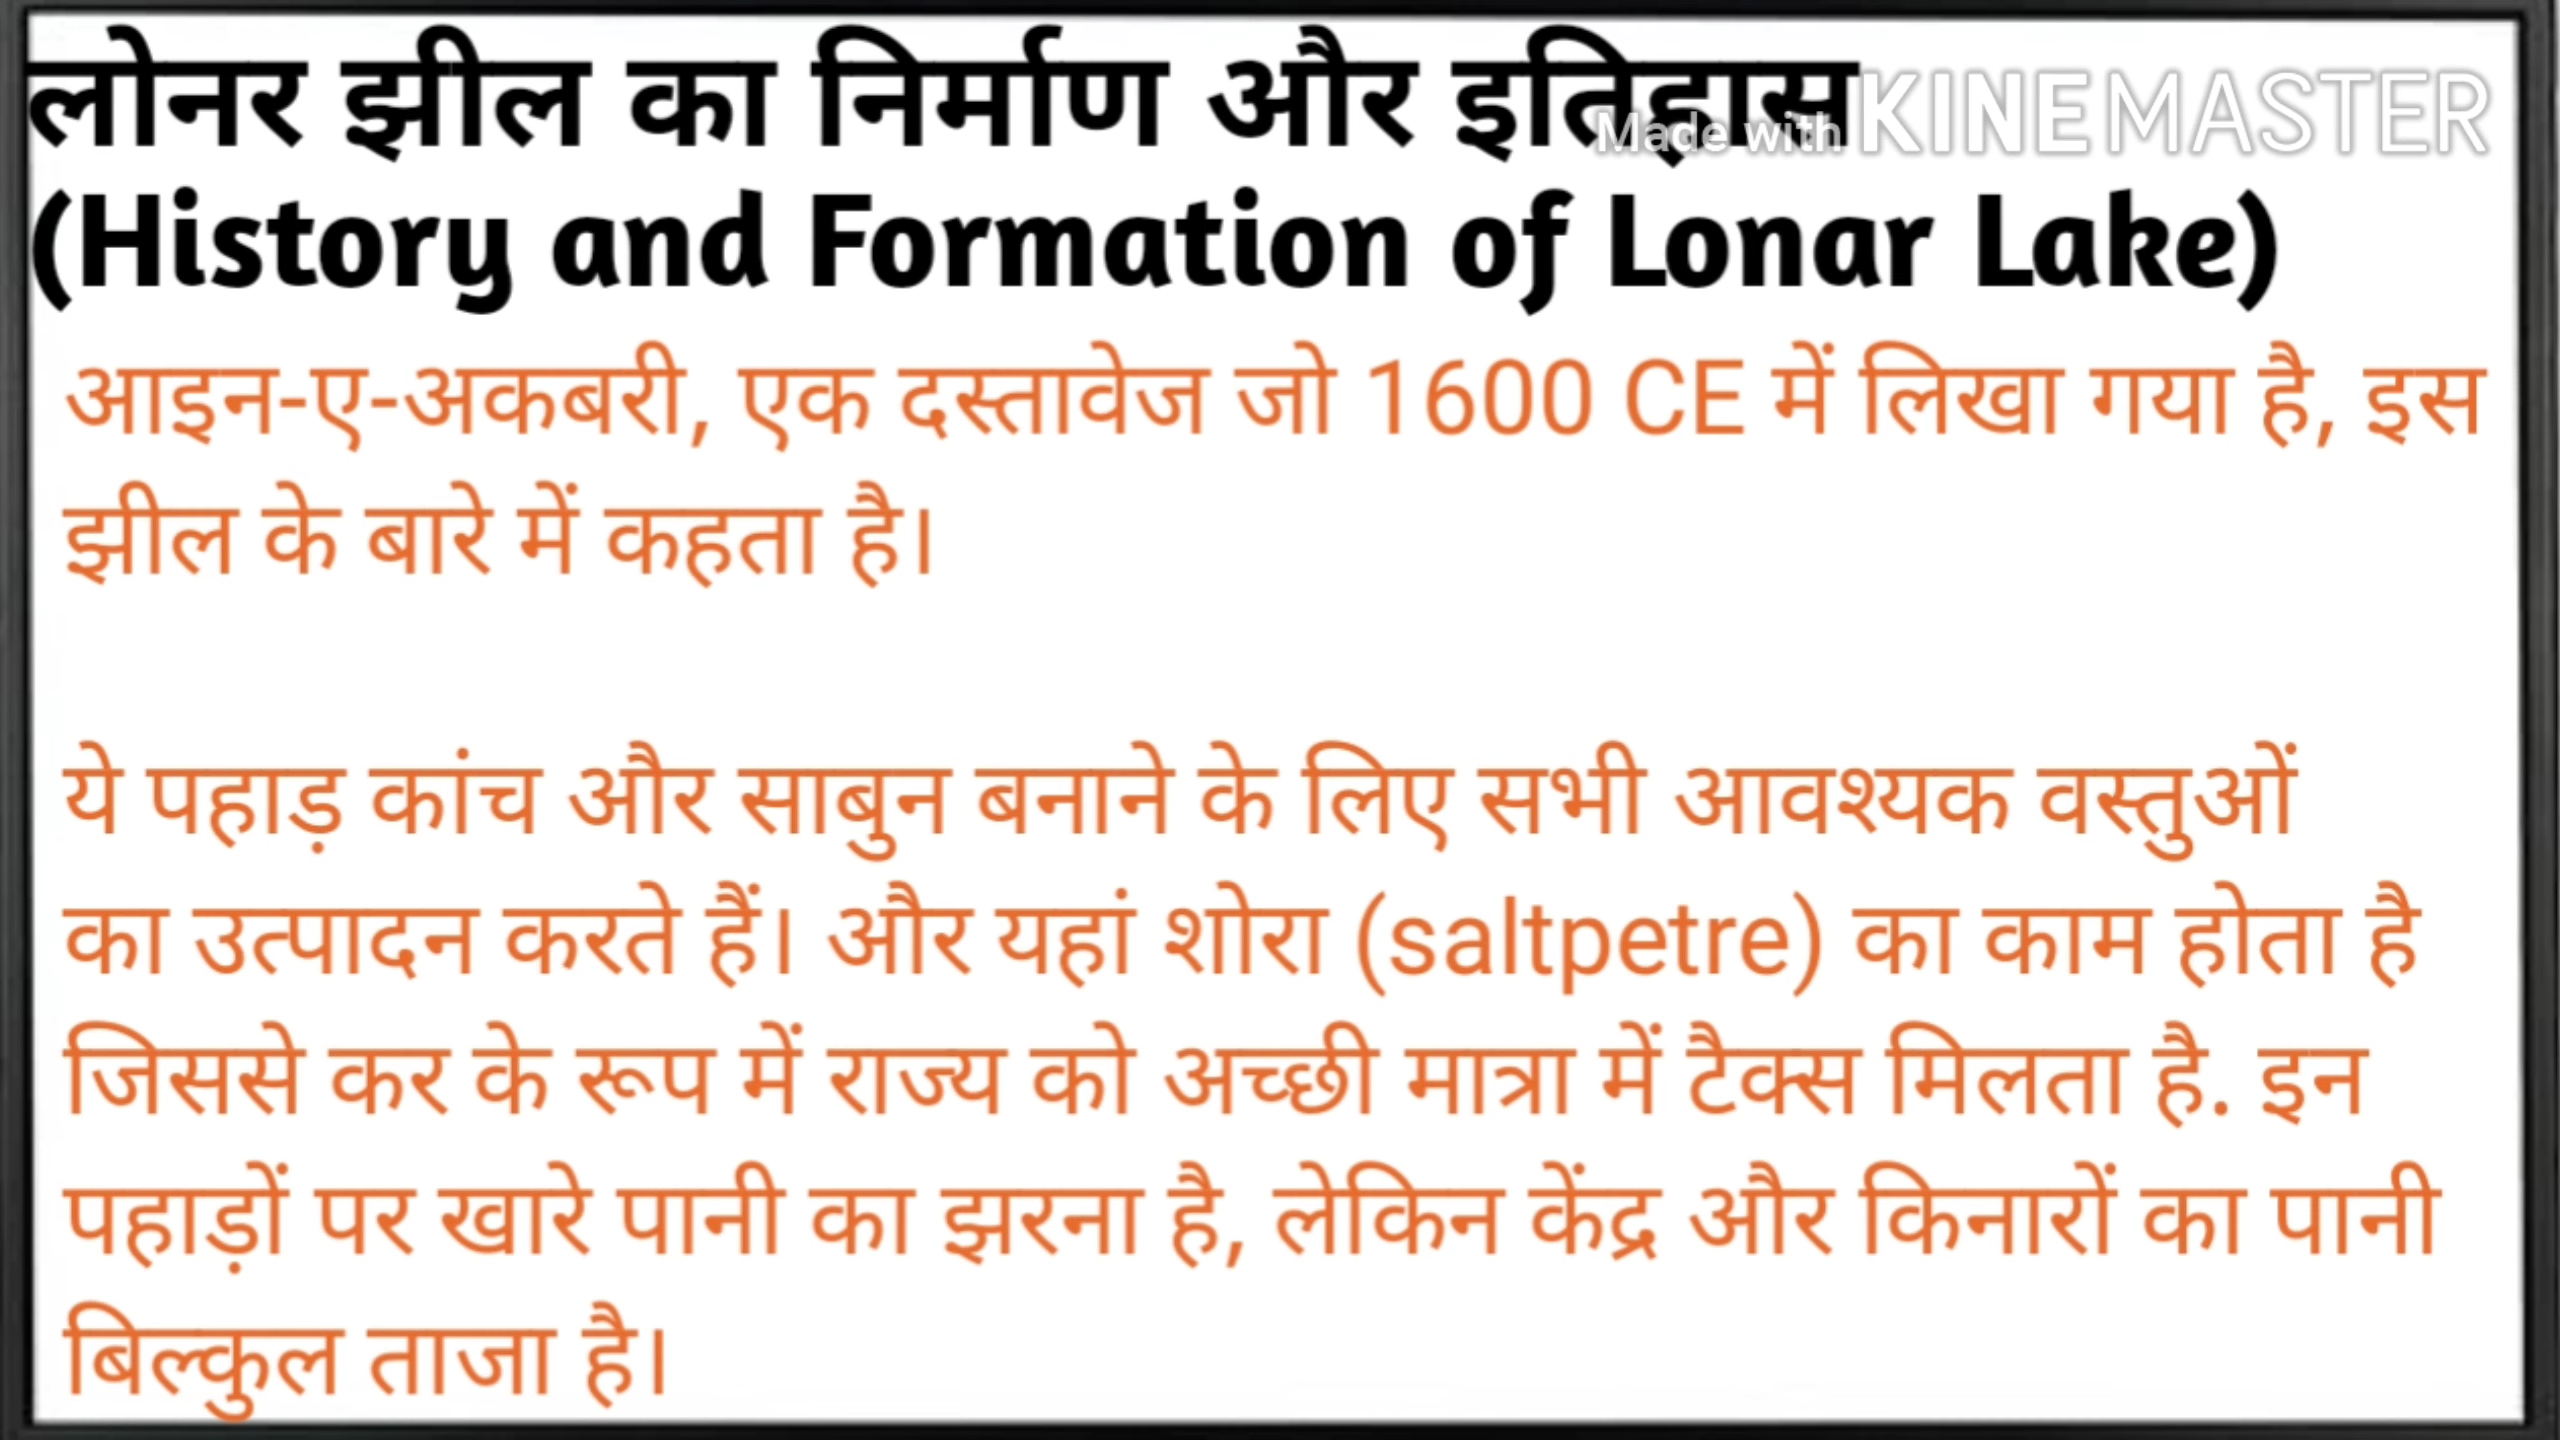 लोनर झील का निर्माण और इतिहास
Made with KINEMASTER
(History and Formation of Lonar Lake)
आइन-ए-अकबरी, एक दस्तावेज जो 1600 CE में लिखा गया है, इस
झील के बारे में कहता है।
ये पहाड़ कांच और साबुन बनाने के लिए सभी आवश्यक वस्तुओं
का उत्पादन करते हैं। और यहां शोरा (saltpetre) का काम होता है
जिससे कर के रूप में राज्य को अच्छी मात्रा में टैक्स मिलता है. इन
पहाड़ों पर खारे पानी का झरना है, लेकिन केंद्र और किनारों का पानी
बिल्कुल ताजा है।